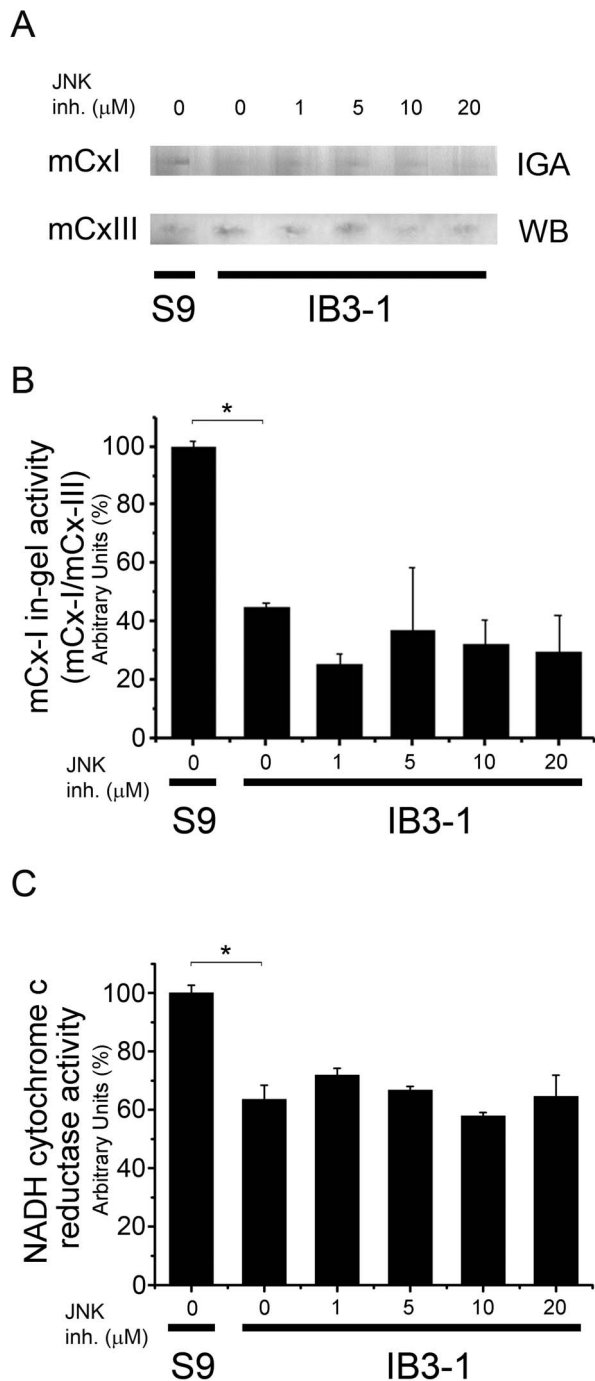 A
JNK
inh. (μM) 0 0 1 5 10 20
mCxI IGA
mCxIII WB
S9 IB3-1
B
mCx-I in-gel activity
(mCx-I/mCx-III)
Arbitrary Units (%)
*
100
80
60
40
20
0
JNK
inh. (μM) 0 0 1 5 10 20
S9 IB3-1
C
NADH cytochrome c
reductase activity
Arbitrary Units (%)
*
100
80
60
40
20
0
JNK
inh. (μM) 0 0 1 5 10 20
S9 IB3-1